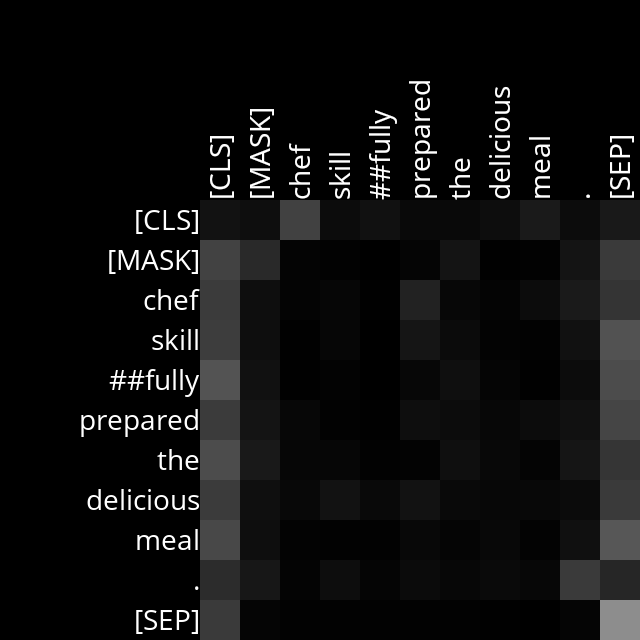 [CLS]
[MASK]
chef
skill
##fully
prepared
the
delicious
meal
.
[SEP]
[CLS]
[MASK]
chef
skill
##fully
prepared
the
delicious
meal
.
[SEP]